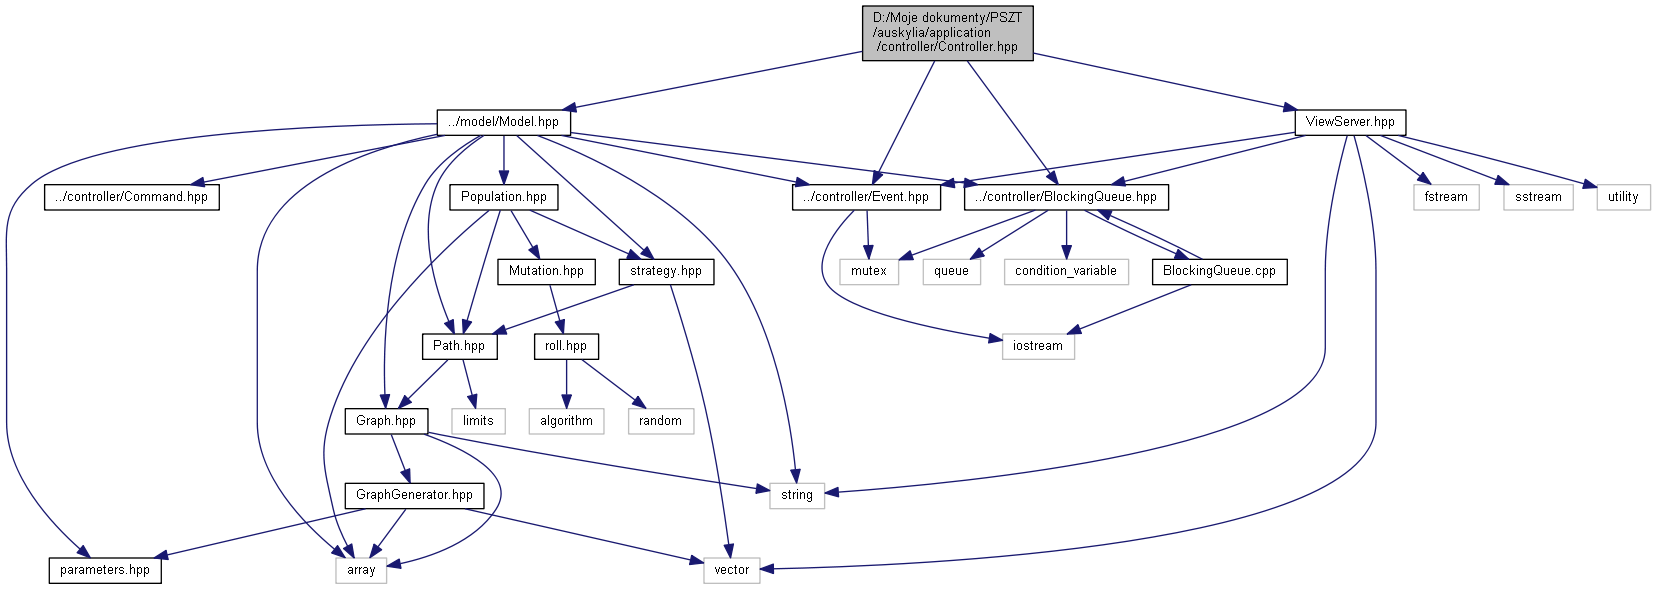 D:/Moje dokumenty/PSZT
/auskylia/application
/controller/Controller.hpp
../model/Model.hpp
ViewServer.hpp
../controller/Command.hpp
Population.hpp
../controller/Event.hpp
../controller/BlockingQueue.hpp
fstream
sstream
utility
Mutation.hpp
strategy.hpp
mutex
queue
condition_variable
BlockingQueue.cpp
Path.hpp
roll.hpp
iostream
Graph.hpp
limits
algorithm
random
GraphGenerator.hpp
string
parameters.hpp
array
vector